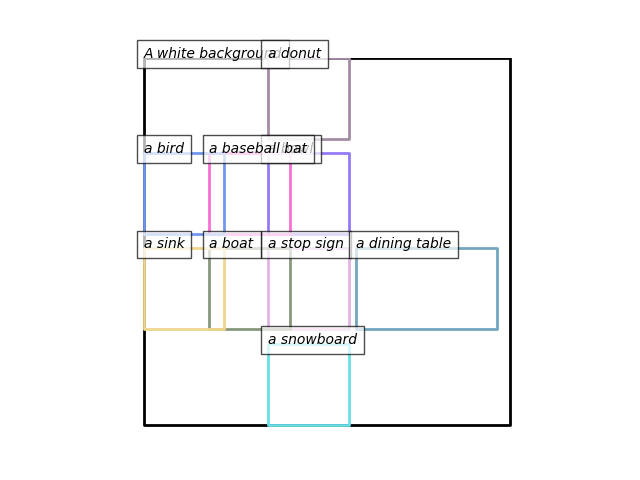 A white background
a donut
a bird
a baseball bat
a sink
a boat
a stop sign
a dining table
a snowboard